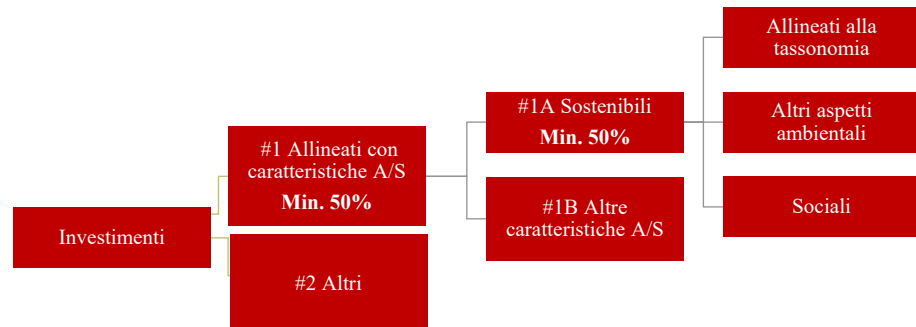 Investimenti
#1 Allineati con
caratteristiche A/S
Min. 50%
#2 Altri
#1A Sostenibili
Min. 50%
#1B Altre
caratteristiche A/S
Allineati alla
tassonomia
Altri aspetti
ambientali
Sociali